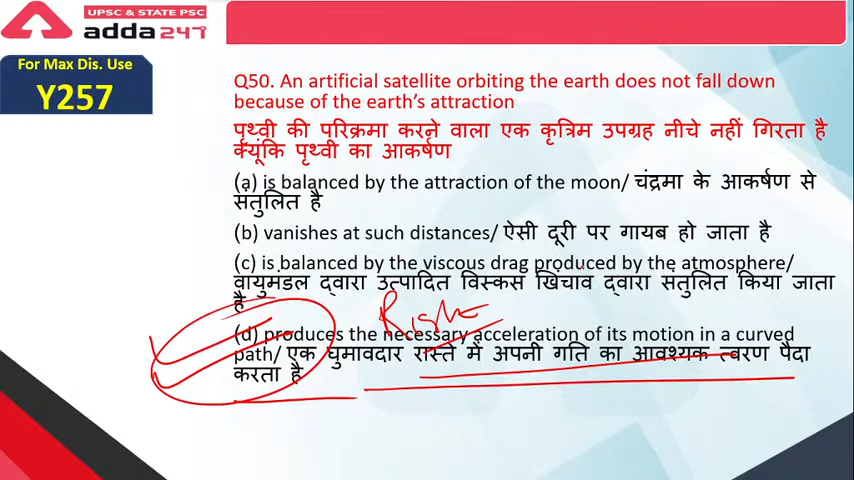 UPSC & STATE PSC
adda247
For Max Dis. Use
Y257
Q50. An artificial satellite orbiting the earth does not fall down
because of the earth's attraction
पृथ्वी की परिक्रमा करने वाला एक कृत्रिम उपग्रह नीचे नहीं गिरता है
क्यूंकि पृथ्वी का आकर्षण
(a) is balanced by the attraction of the moon/ चंद्रमा के आकर्षण से
संतुलित है
(b) vanishes at such distances/ ऐसी दूरी पर गायब हो जाता है
(c) is balanced by the viscous drag produced by the atmosphere/
वायुमंडल द्वारा उत्पादित विस्कस खिंचाव द्वारा संतुलित किया जाता
है
Right
(d) produces the necessary acceleration of its motion in a curved
path/ एक घुमावदार रास्ते में अपनी गति का आवश्यक त्वरण पैदा
करता है